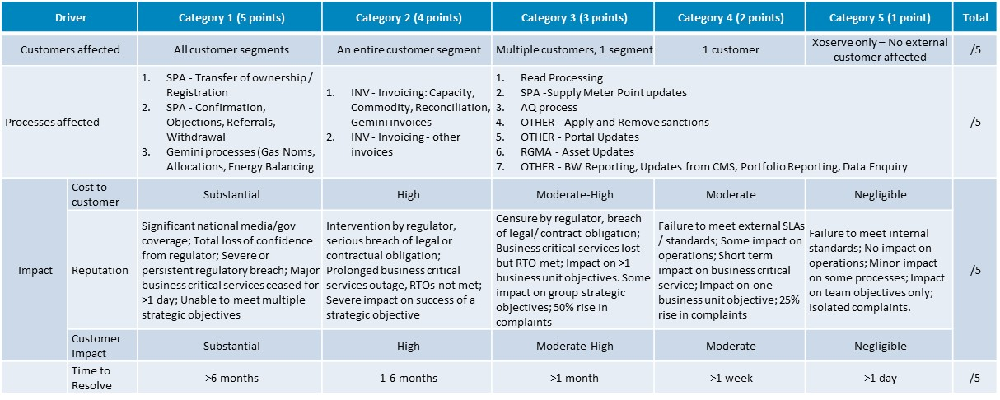 Driver
Category 1 (5 points)
Category 2 (4 points)
Category 3 (3 points)
Category 4 (2 points)
Category 5 (1 point)
Total
Customers affected
All customer segments
An entire customer segment
Multiple customers, 1 segment
1 customer
Xoserve only – No external
customer affected
/5
Processes affected
1. SPA - Transfer of ownership /
Registration
2. SPA - Confirmation,
Objections, Referrals,
Withdrawal
3. Gemini processes (Gas Noms,
Allocations, Energy Balancing
1. INV - Invoicing: Capacity,
Commodity, Reconciliation,
Gemini invoices
2. INV - Invoicing - other
invoices
1. Read Processing
2. SPA -Supply Meter Point updates
3. AQ process
4. OTHER - Apply and Remove sanctions
5. OTHER - Portal Updates
6. RGMA - Asset Updates
7. OTHER - BW Reporting, Updates from CMS, Portfolio Reporting, Data Enquiry
/5
Impact
Cost to
customer
Substantial
High
Moderate-High
Moderate
Negligible
/5
Reputation
Significant national media/gov
coverage; Total loss of confidence
from regulator; Severe or
persistent regulatory breach; Major
business critical services ceased for
>1 day; Unable to meet multiple
strategic objectives
Intervention by regulator,
serious breach of legal or
contractual obligation;
Prolonged business critical
services outage, RTOs not met;
Severe impact on success of a
strategic objective
Censure by regulator, breach
of legal/ contract obligation;
Business critical services lost
but RTO met; Impact on >1
business unit objectives. Some
impact on group strategic
objectives; 50% rise in
complaints
Failure to meet external SLAs
/ standards; Some impact on
operations; Short term
impact on business critical
service; Impact on one
business unit objective; 25%
rise in complaints
Failure to meet internal
standards; No impact on
operations; Minor impact
on some processes; Impact
on team objectives only;
Isolated complaints.
Customer
Impact
Substantial
High
Moderate-High
Moderate
Negligible
Time to
Resolve
>6 months
1-6 months
>1 month
>1 week
>1 day
/5